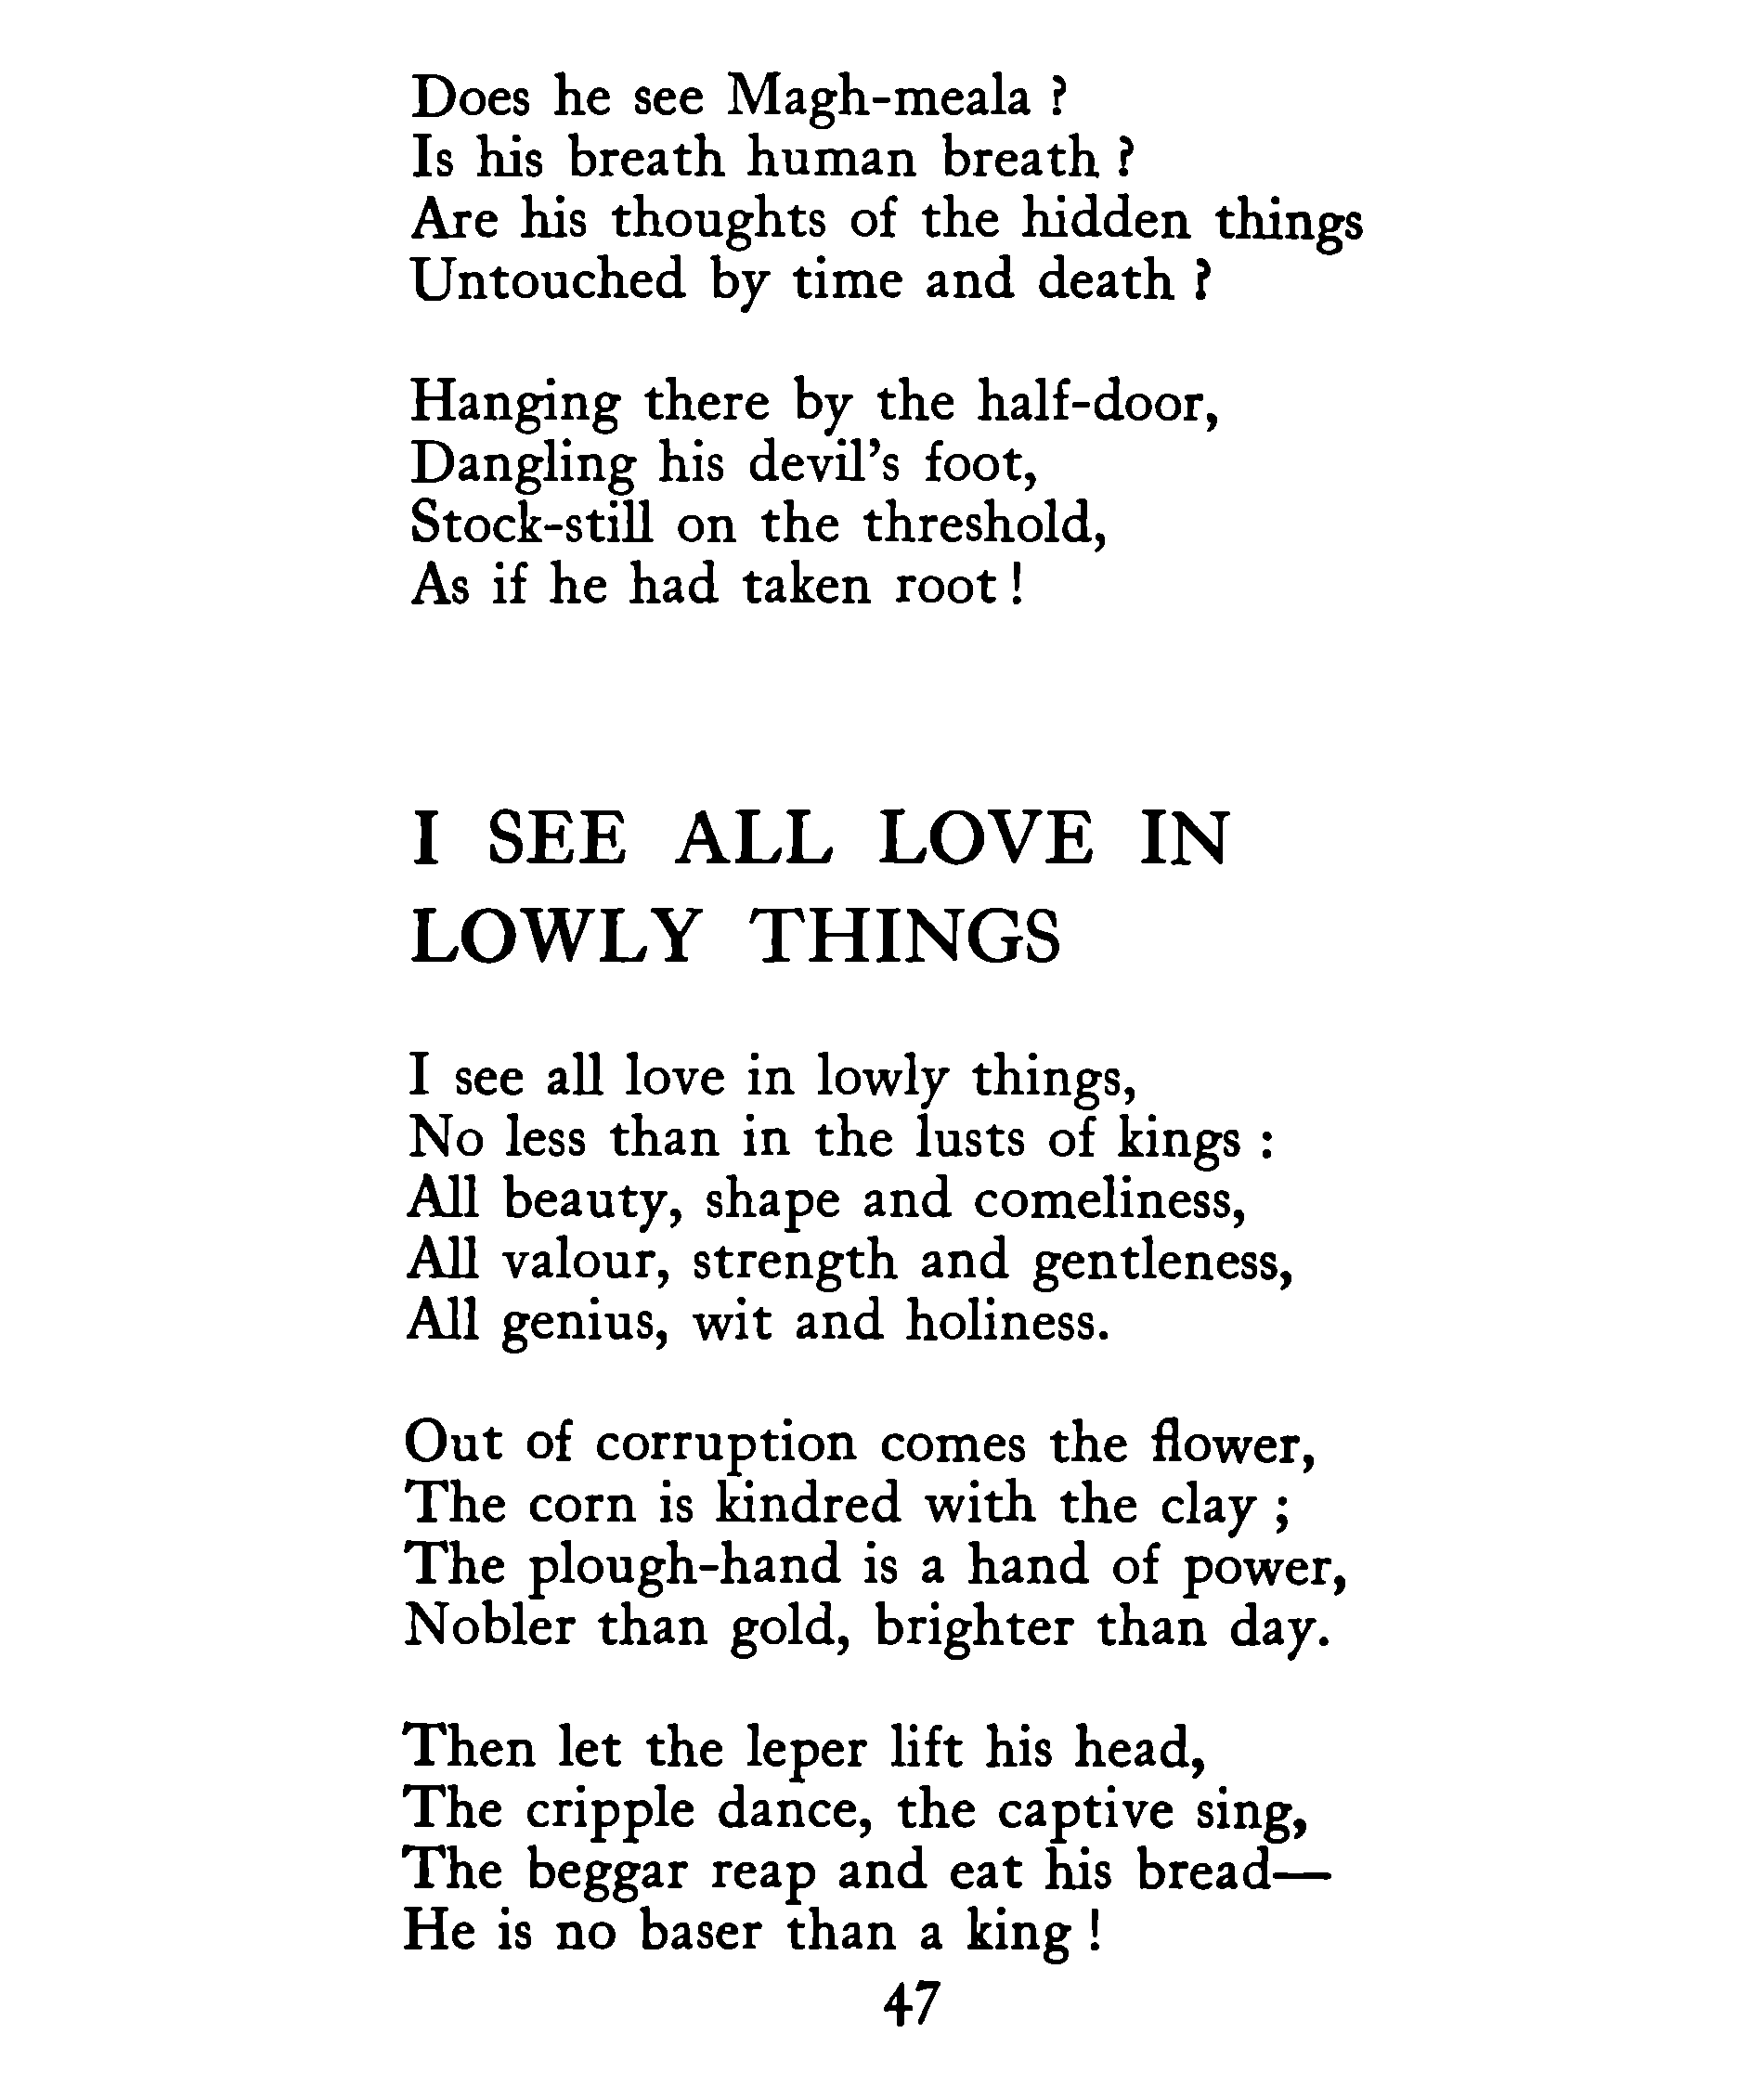 Does he see Magh-meala ?
Is his breath human breath ?
Are his thoughts of the hidden things
Untouched by time and death ?

Hanging there by the half-door,
Dangling his devil’s foot,
Stock-still on the threshold,
As if he had taken root !

I SEE ALL LOVE IN
LOWLY THINGS

I see all love in lowly things,
No less than in the lusts of kings :
All beauty, shape and comeliness,
All valour, strength and gentleness,
All genius, wit and holiness.

Out of corruption comes the flower,
The corn is kindred with the clay ;
The plough-hand is a hand of power,
Nobler than gold, brighter than day.

Then let the leper lift his head,
The cripple dance, the captive sing,
The beggar reap and eat his bread—
He is no baser than a king !
47